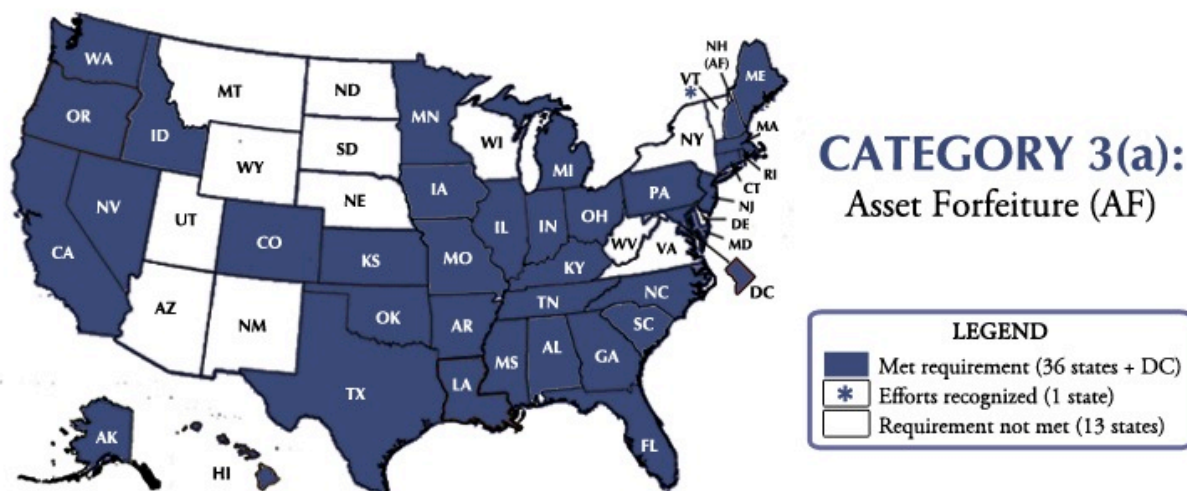 WA
MT
ND
MN
NH
(AF)
VT
*
ME
OR
ID
WY
SD
WI
MI
NY
MA
RI
CT
NJ
DE
MD
DC
NV
UT
NE
IA
IL
IN
OH
PA
WV
VA
CA
CO
KS
MO
KY
AZ
NM
OK
AR
TN
NC
SC
TX
LA
MS
AL
GA
FL
AK
HI
CATEGORY 3(a):
Asset Forfeiture (AF)
LEGEND
Met requirement (36 states + DC)
* Efforts recognized (1 state)
Requirement not met (13 states)